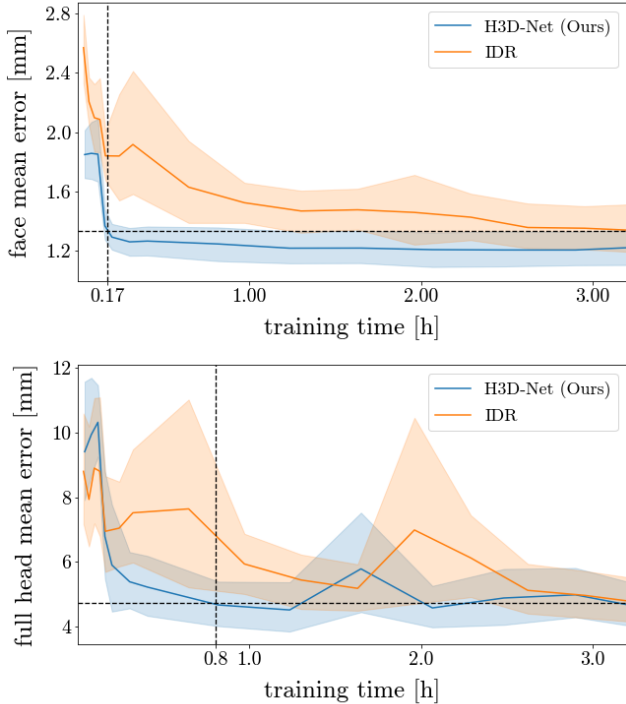 2.8
2.4
2.0
1.6
1.2
face mean error [mm]
H3D-Net (Ours)
IDR
0.17
1.00
2.00
3.00
training time [h]
12
10
8
6
4
full head mean error [mm]
H3D-Net (Ours)
IDR
0.8
1.0
2.0
3.0
training time [h]